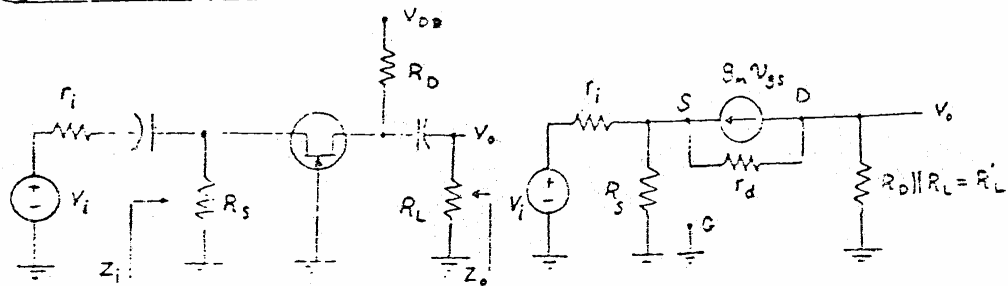 V_DD
R_D
r_i
V_o
V_i
R_S
R_L
Z_i
Z_o
g_m v_gs
r_i
S
D
V_o
r_d
V_i
R_S
G
R_D || R_L = R'_L